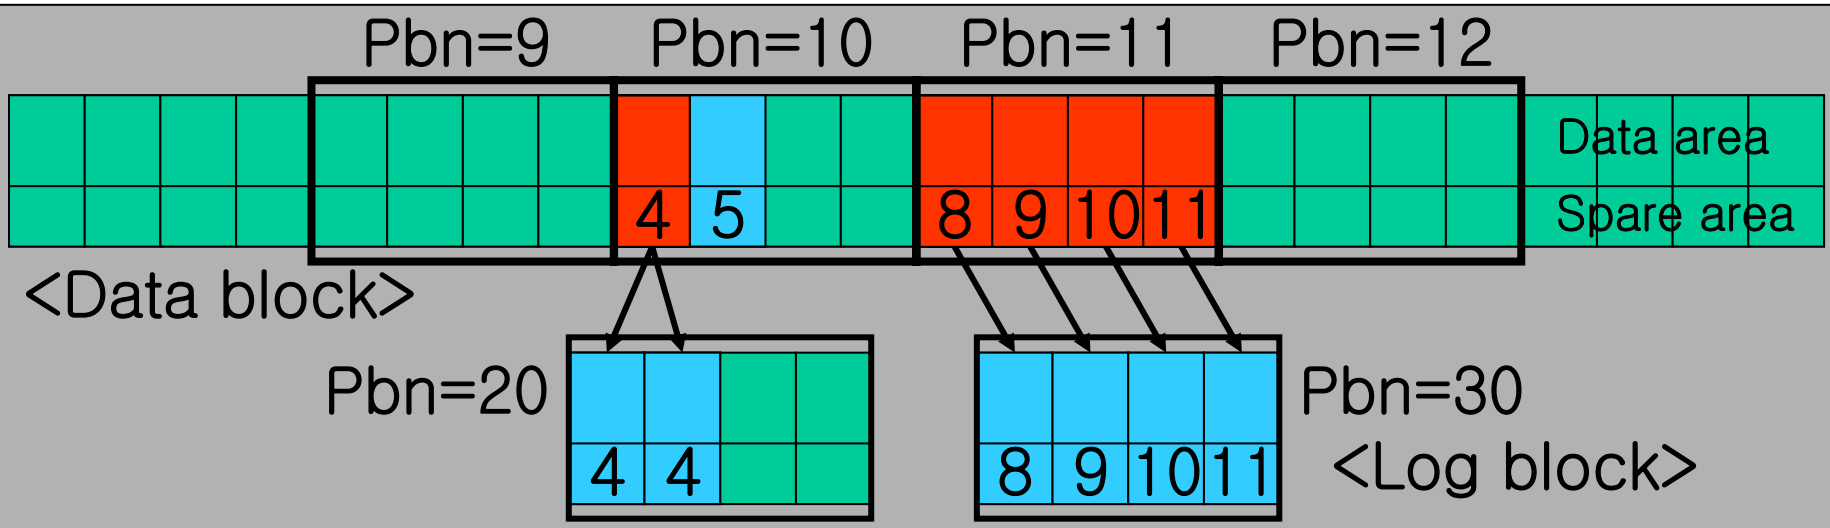 Pbn=9 Pbn=10 Pbn=11 Pbn=12
Data area
4 5 8 9 10 11 Spare area
<Data block>
Pbn=20 Pbn=30
4 4 8 9 10 11 <Log block>